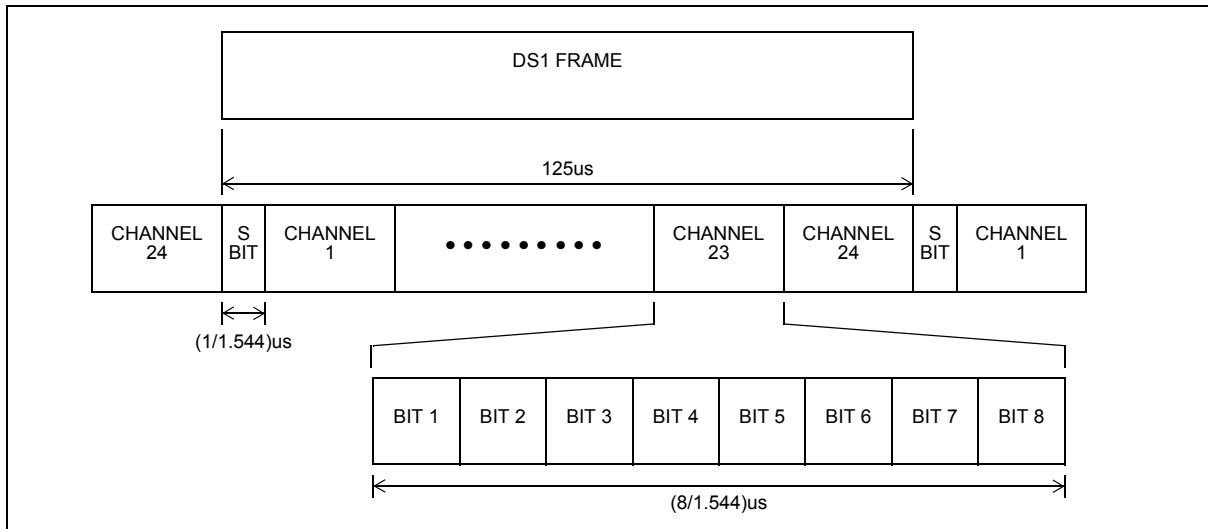 DS1 FRAME
125us
CHANNEL
24
S
BIT
CHANNEL
1
CHANNEL
23
CHANNEL
24
S
BIT
CHANNEL
1
(1/1.544)us
BIT 1
BIT 2
BIT 3
BIT 4
BIT 5
BIT 6
BIT 7
BIT 8
(8/1.544)us